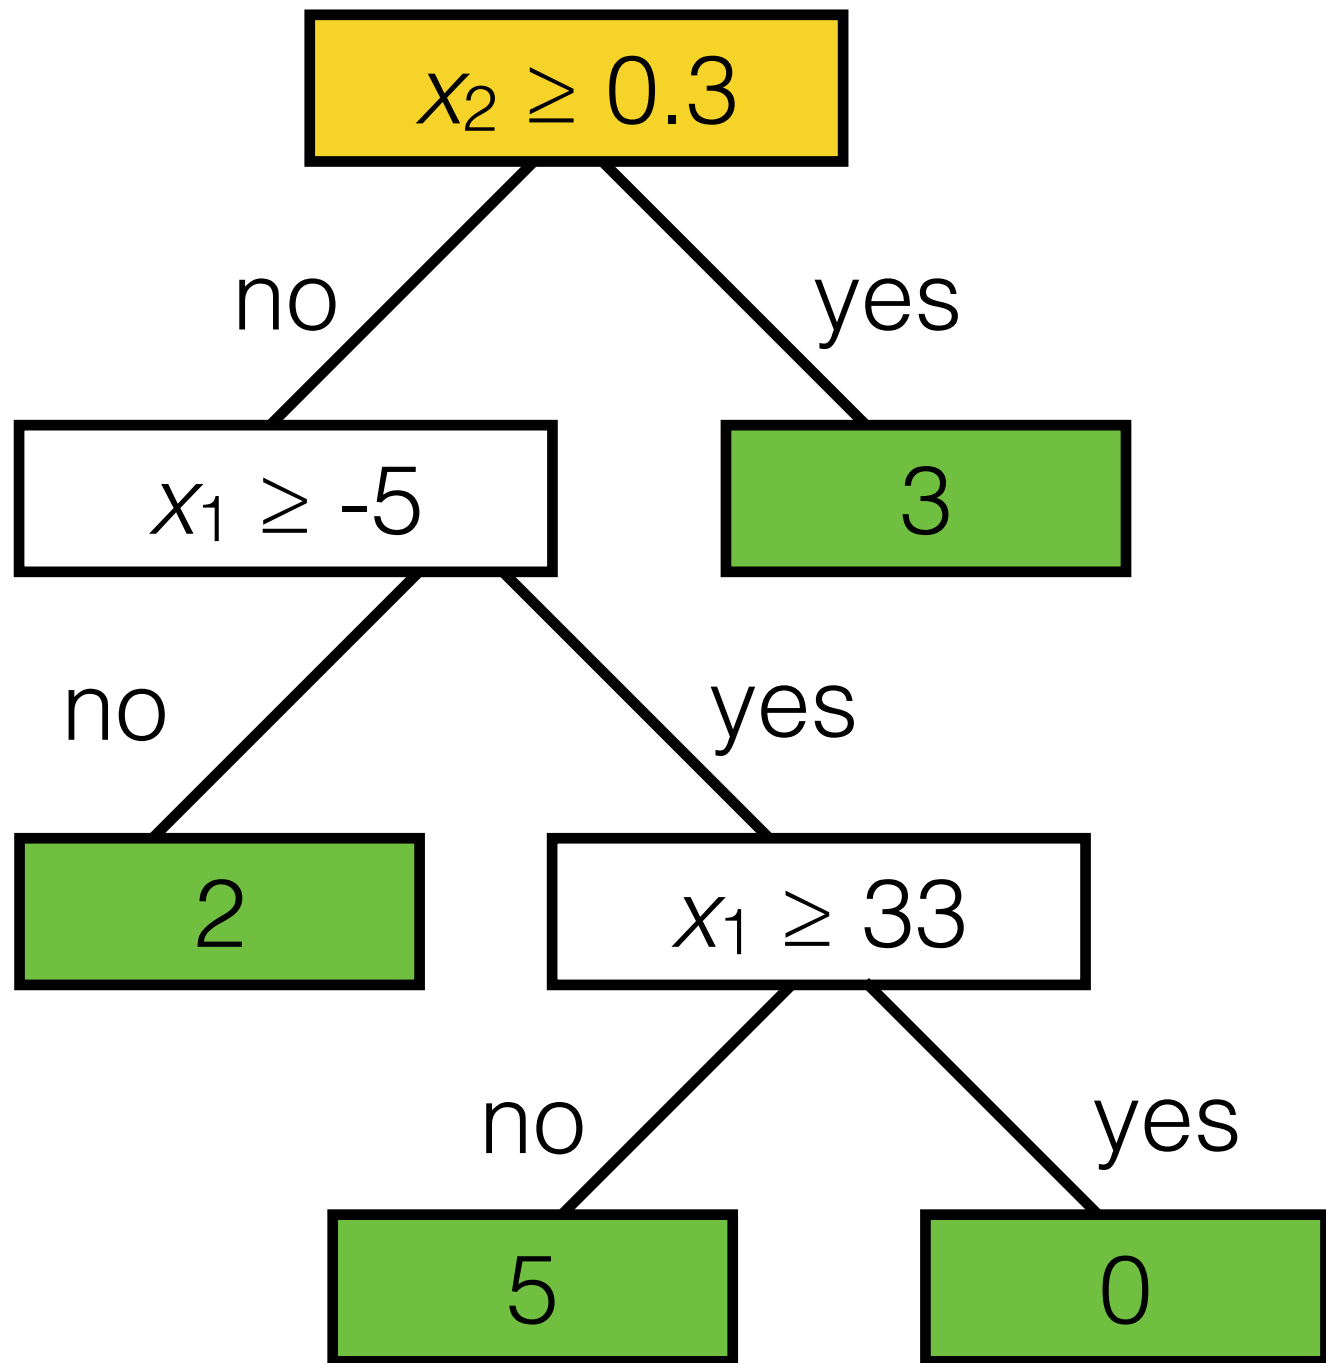 x₂ ≥ 0.3
no
yes
x₁ ≥ -5
3
no
yes
2
x₁ ≥ 33
no
yes
5
0